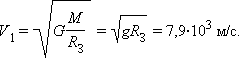 V₁ = √(G M/R₃) = √(gR₃) = 7,9·10³ м/с.